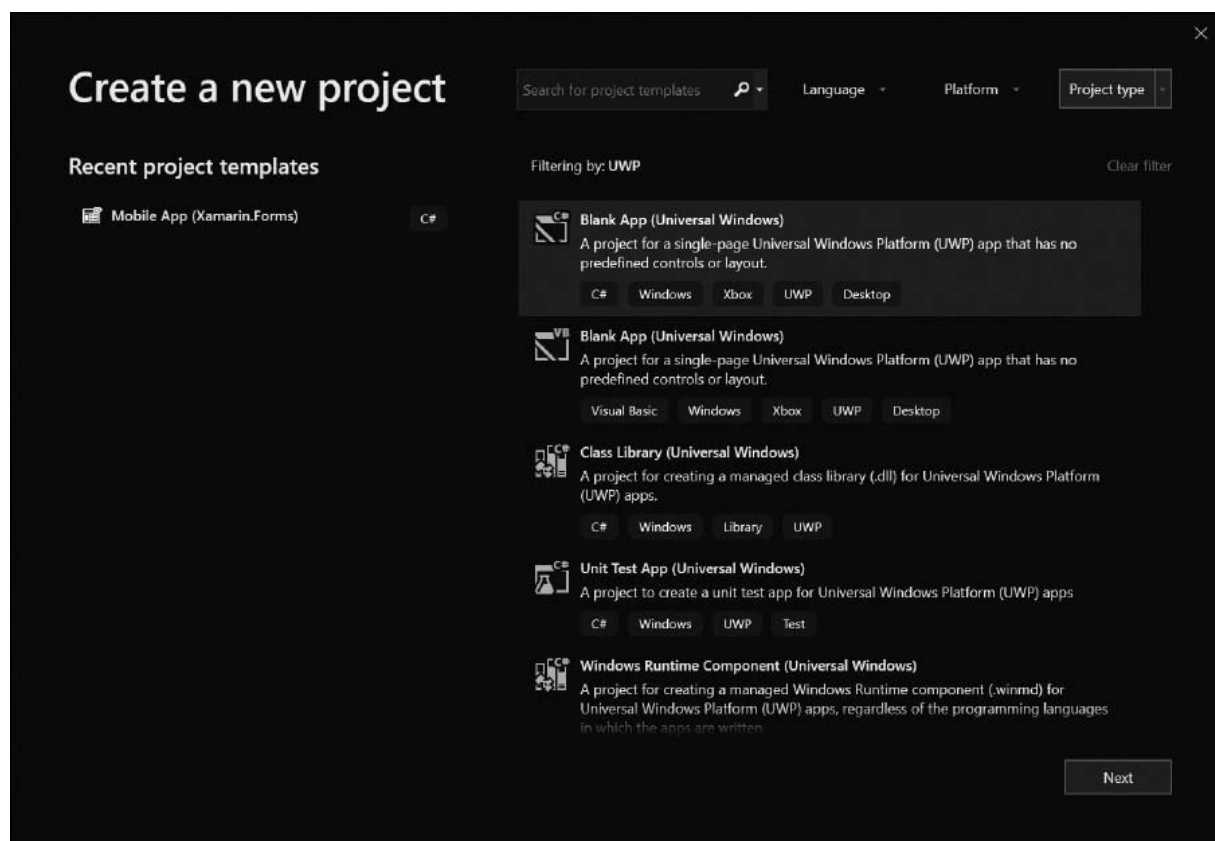 Create a new project
Search for project templates
Language
Platform
Project type
Recent project templates
Filtering by: UWP
Clear filter
Mobile App (Xamarin.Forms)
C#
C#
Blank App (Universal Windows)
A project for a single-page Universal Windows Platform (UWP) app that has no
predefined controls or layout.
C# Windows Xbox UWP Desktop
VB
Blank App (Universal Windows)
A project for a single-page Universal Windows Platform (UWP) app that has no
predefined controls or layout.
Visual Basic Windows Xbox UWP Desktop
C#
Class Library (Universal Windows)
A project for creating a managed class library (.dll) for Universal Windows Platform
(UWP) apps.
C# Windows Library UWP
C#
Unit Test App (Universal Windows)
A project to create a unit test app for Universal Windows Platform (UWP) apps
C# Windows UWP Test
C#
Windows Runtime Component (Universal Windows)
A project for creating a managed Windows Runtime component (.winmd) for
Universal Windows Platform (UWP) apps, regardless of the programming languages
in which the apps are written.
Next